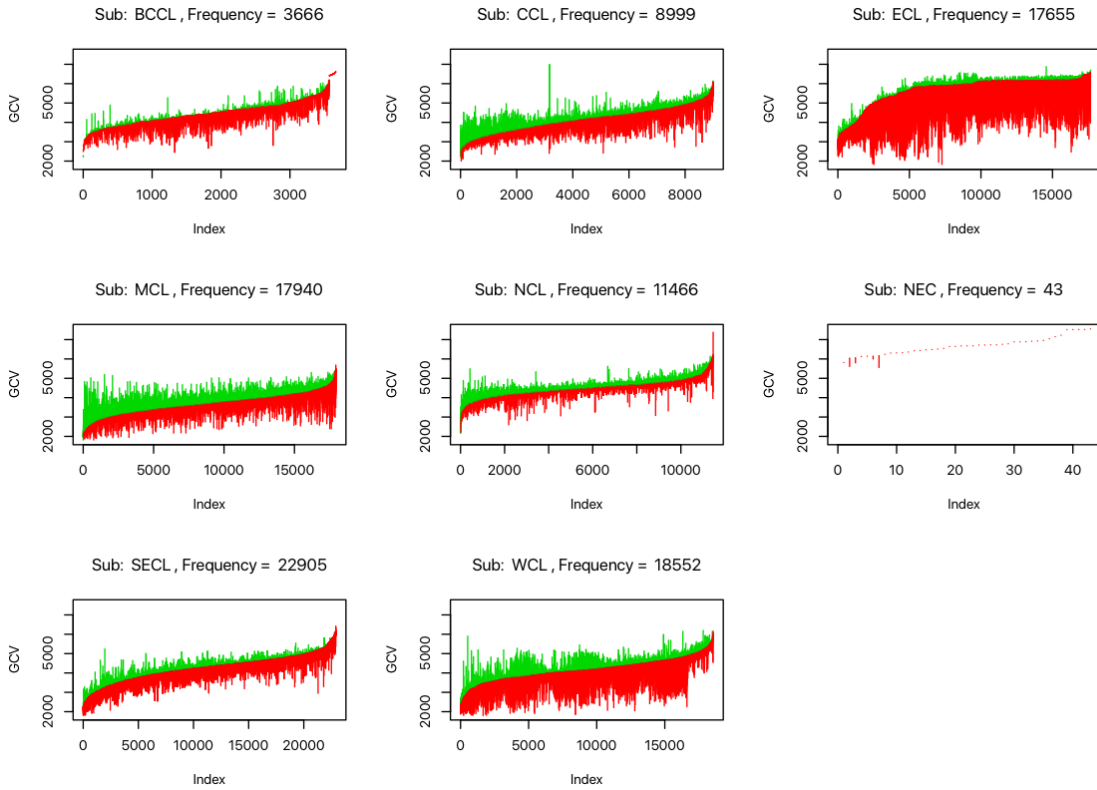 Sub: BCCL , Frequency = 3666
GCV
5000
2000
0 1000 2000 3000
Index
Sub: CCL , Frequency = 8999
GCV
5000
2000
0 2000 4000 6000 8000
Index
Sub: ECL , Frequency = 17655
GCV
5000
2000
0 5000 10000 15000
Index
Sub: MCL , Frequency = 17940
GCV
5000
2000
0 5000 10000 15000
Index
Sub: NCL , Frequency = 11466
GCV
5000
2000
0 2000 6000 10000
Index
Sub: NEC , Frequency = 43
GCV
5000
2000
0 10 20 30 40
Index
Sub: SECL , Frequency = 22905
GCV
5000
2000
0 5000 10000 20000
Index
Sub: WCL , Frequency = 18552
GCV
5000
2000
0 5000 10000 15000
Index